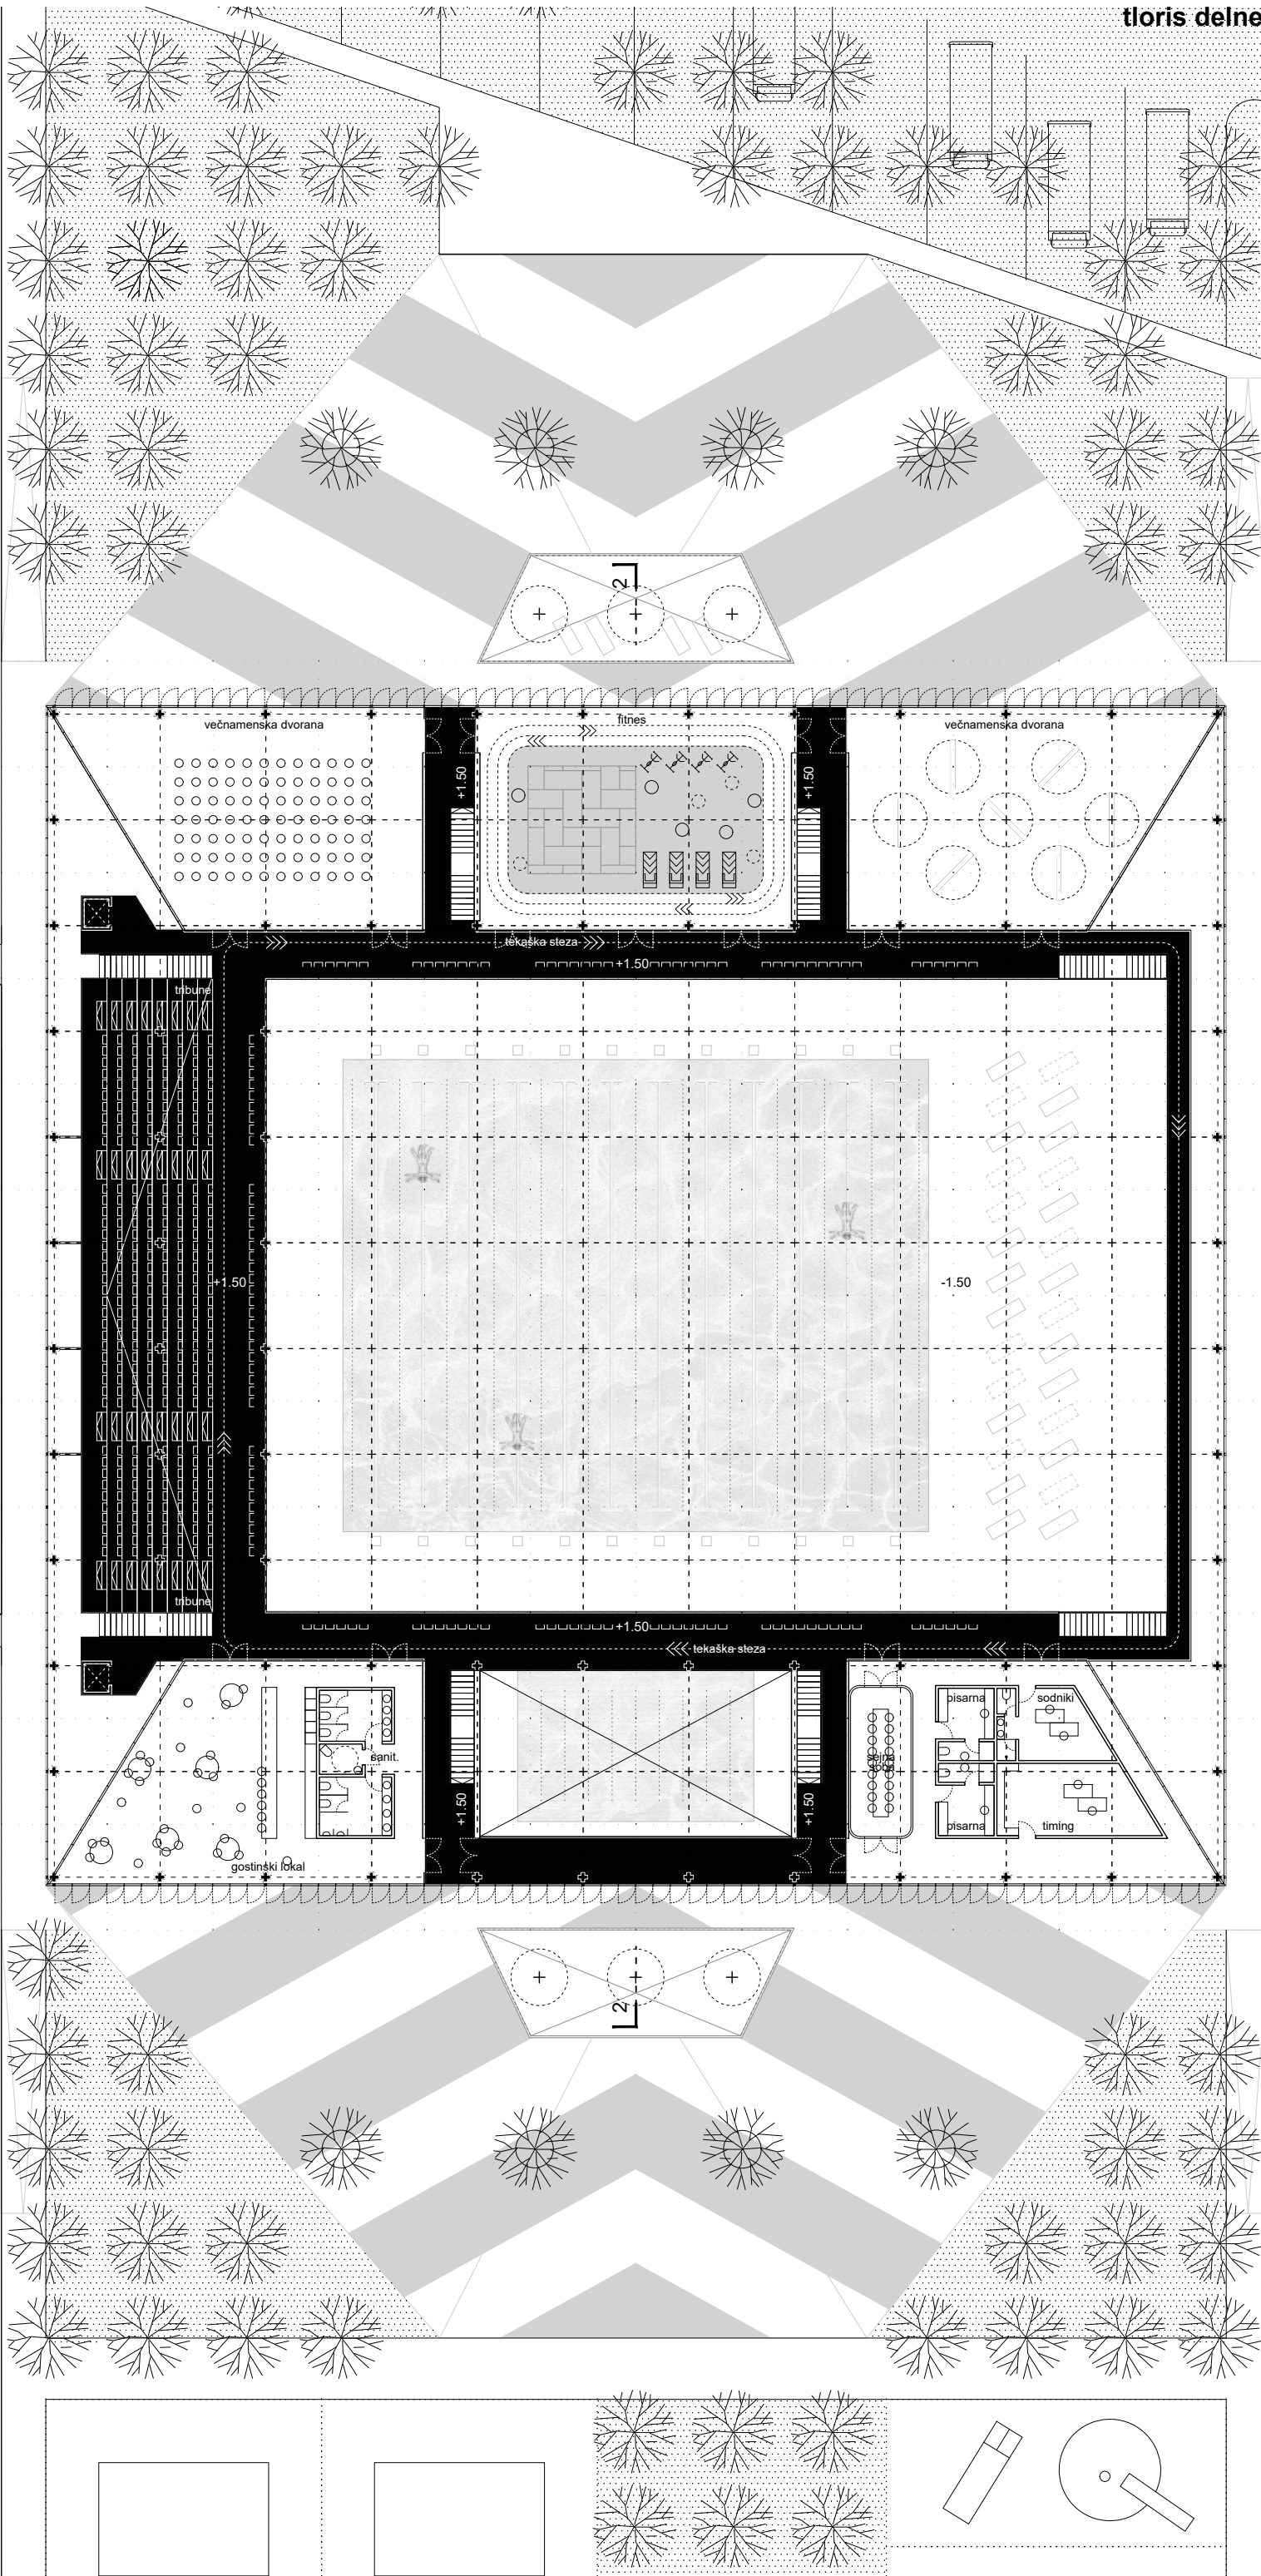 tloris delne
2
večnamenska dvorana
fitnes
večnamenska dvorana
+1.50
+1.50
tekaška steza
+1.50
tribune
+1.50
-1.50
tribune
+1.50
tekaška steza
pisarna
sodniki
sanit.
sejna
soba
+1.50
+1.50
pisarna
timing
gostinski lokal
2